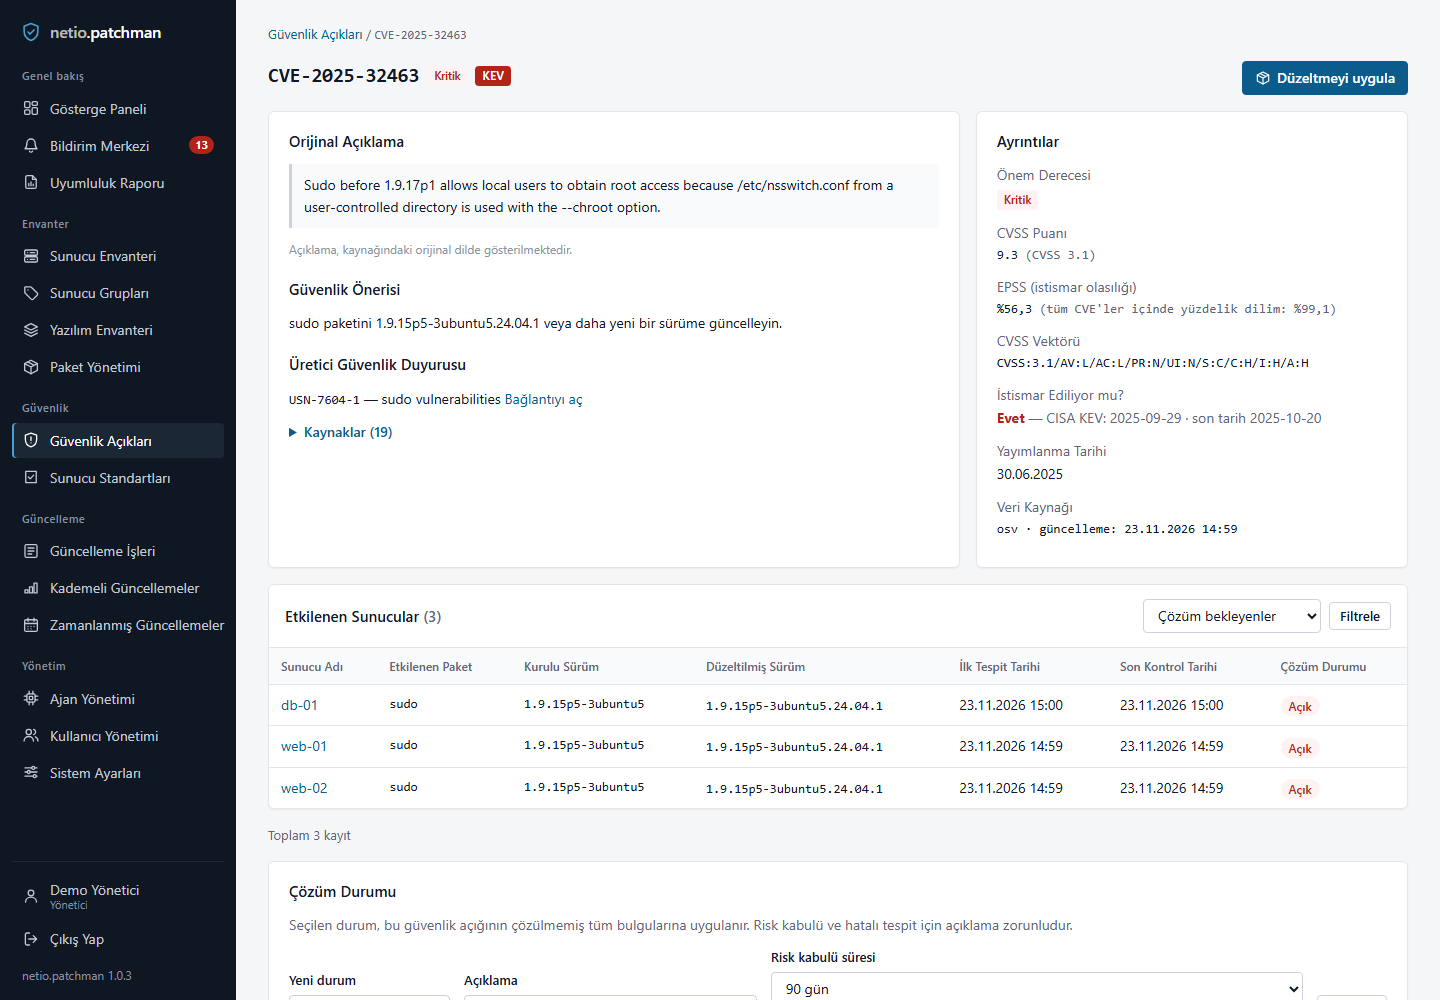 netio.patchman
Genel bakış
Gösterge Paneli
Bildirim Merkezi 13
Uyumluluk Raporu
Envanter
Sunucu Envanteri
Sunucu Grupları
Yazılım Envanteri
Paket Yönetimi
Güvenlik
Güvenlik Açıkları
Sunucu Standartları
Güncelleme
Güncelleme İşleri
Kademeli Güncellemeler
Zamanlanmış Güncellemeler
Yönetim
Ajan Yönetimi
Kullanıcı Yönetimi
Sistem Ayarları
Demo Yönetici
Yönetici
Çıkış Yap
netio.patchman 1.0.3
Güvenlik Açıkları / CVE-2025-32463
CVE-2025-32463 Kritik KEV
Düzeltmeyi uygula
Orijinal Açıklama
Sudo before 1.9.17p1 allows local users to obtain root access because /etc/nsswitch.conf from a
user-controlled directory is used with the --chroot option.
Açıklama, kaynağındaki orijinal dilde gösterilmektedir.
Güvenlik Önerisi
sudo paketini 1.9.15p5-3ubuntu5.24.04.1 veya daha yeni bir sürüme güncelleyin.
Üretici Güvenlik Duyurusu
USN-7604-1 — sudo vulnerabilities Bağlantıyı aç
Kaynaklar (19)
Ayrıntılar
Önem Derecesi
Kritik
CVSS Puanı
9.3 (CVSS 3.1)
EPSS (istismar olasılığı)
%56,3 (tüm CVE'ler içinde yüzdelik dilim: %99,1)
CVSS Vektörü
CVSS:3.1/AV:L/AC:L/PR:N/UI:N/S:C/C:H/I:H/A:H
İstismar Ediliyor mu?
Evet — CISA KEV: 2025-09-29 · son tarih 2025-10-20
Yayımlanma Tarihi
30.06.2025
Veri Kaynağı
osv · güncelleme: 23.11.2026 14:59
Etkilenen Sunucular (3)
Çözüm bekleyenler Filtrele
Sunucu Adı Etkilenen Paket Kurulu Sürüm Düzeltilmiş Sürüm İlk Tespit Tarihi Son Kontrol Tarihi Çözüm Durumu
db-01 sudo 1.9.15p5-3ubuntu5 1.9.15p5-3ubuntu5.24.04.1 23.11.2026 15:00 23.11.2026 15:00 Açık
web-01 sudo 1.9.15p5-3ubuntu5 1.9.15p5-3ubuntu5.24.04.1 23.11.2026 14:59 23.11.2026 14:59 Açık
web-02 sudo 1.9.15p5-3ubuntu5 1.9.15p5-3ubuntu5.24.04.1 23.11.2026 14:59 23.11.2026 14:59 Açık
Toplam 3 kayıt
Çözüm Durumu
Seçilen durum, bu güvenlik açığının çözülmemiş tüm bulgularına uygulanır. Risk kabulü ve hatalı tespit için açıklama zorunludur.
Yeni durum
Açıklama
Risk kabulü süresi
90 gün